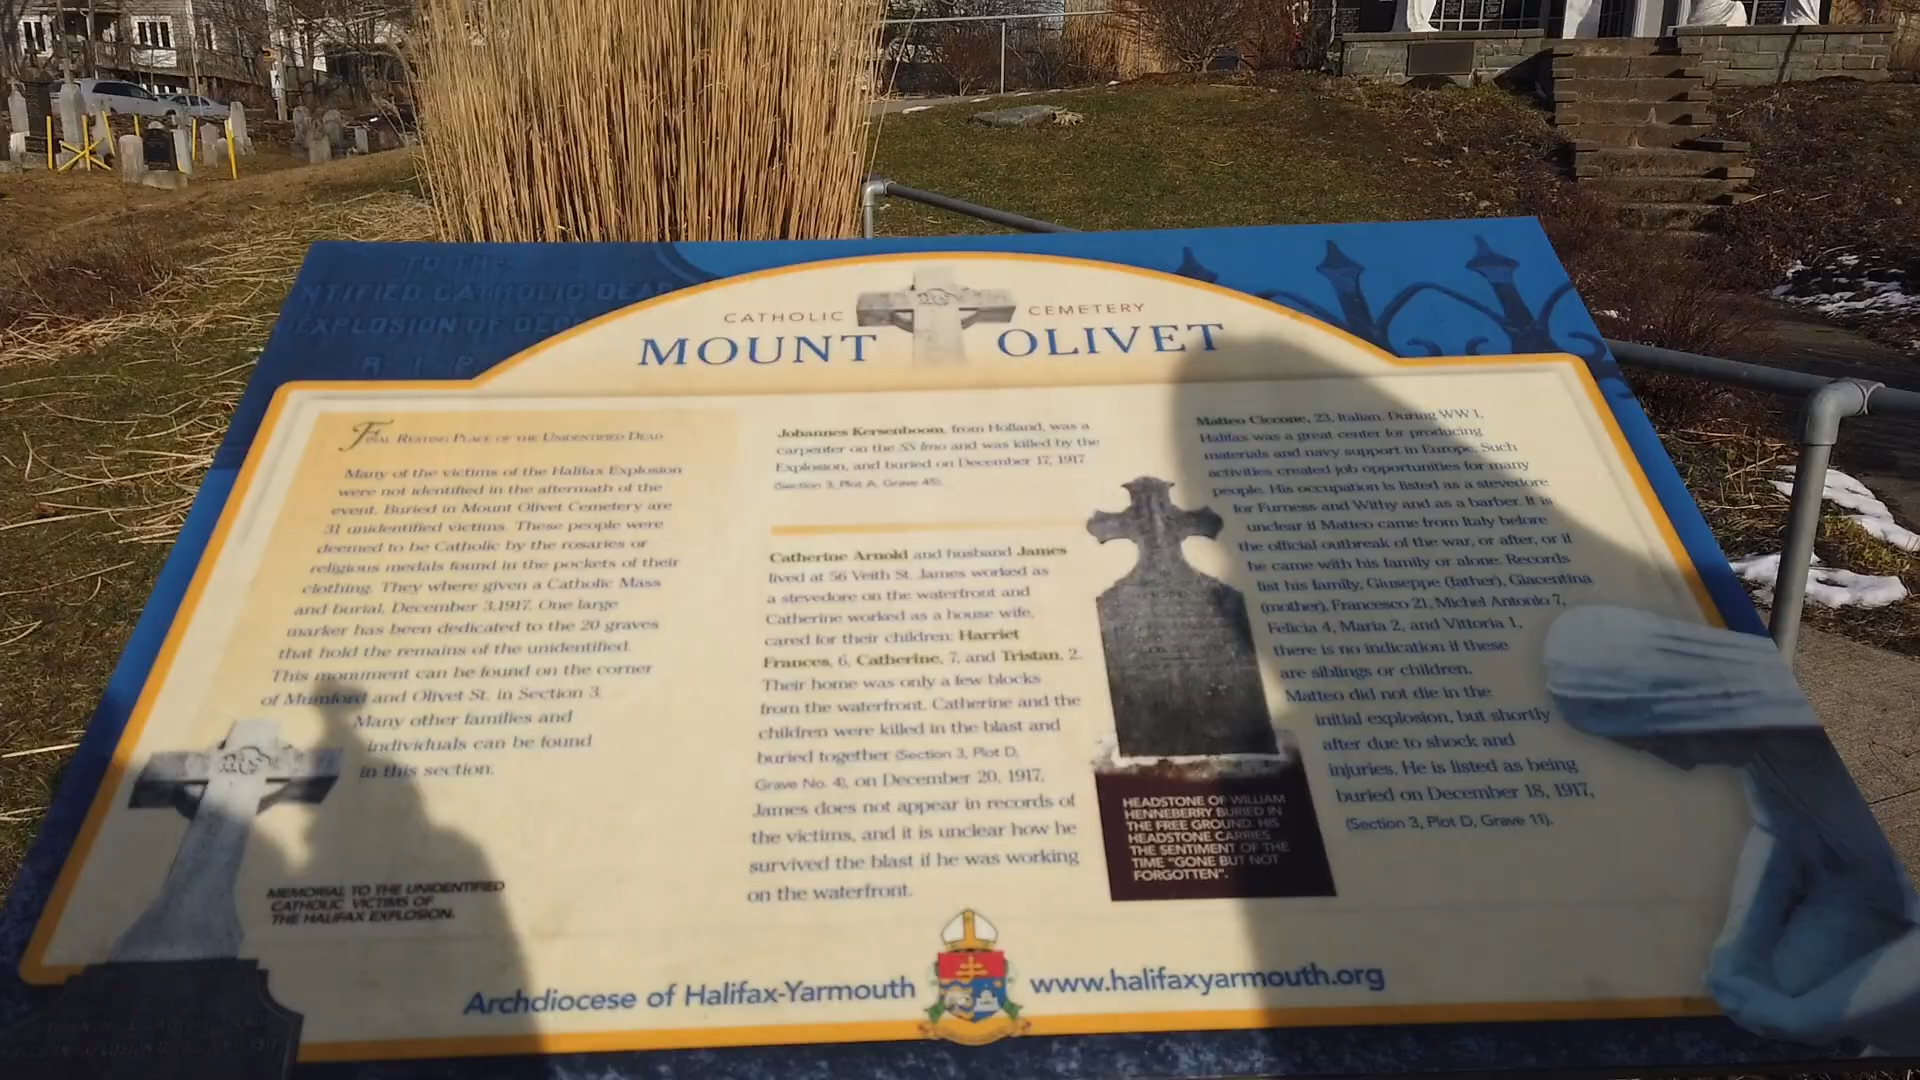 TO THE
NTIFIED CATHOLIC DEAD
EXPLOSION OF DEC
R I P
CATHOLIC CEMETERY
MOUNT OLIVET
FINAL RESTING PLACE OF THE UNIDENTIFIED DEAD
Many of the victims of the Halifax Explosion
were not identified in the aftermath of the
event. Buried in Mount Olivet Cemetery are
31 unidentified victims. These people were
deemed to be Catholic by the rosaries or
religious medals found in the pockets of their
clothing. They where given a Catholic Mass
and burial, December 3,1917. One large
marker has been dedicated to the 20 graves
that hold the remains of the unidentified.
This monument can be found on the corner
of Mumford and Olivet St. in Section 3.
Many other families and
individuals can be found
in this section.
MEMORIAL TO THE UNIDENTIFIED
CATHOLIC VICTIMS OF
THE HALIFAX EXPLOSION.
Johannes Kersenboom, from Holland, was a
carpenter on the SS Imo and was killed by the
Explosion, and buried on December 17, 1917
(Section 3, Plot A, Grave 45).
Catherine Arnold and husband James
lived at 56 Veith St. James worked as
a stevedore on the waterfront and
Catherine worked as a house wife,
cared for their children: Harriet
Frances, 6, Catherine, 7, and Tristan, 2.
Their home was only a few blocks
from the waterfront. Catherine and the
children were killed in the blast and
buried together (Section 3, Plot D,
Grave No. 4), on December 20, 1917.
James does not appear in records of
the victims, and it is unclear how he
survived the blast if he was working
on the waterfront.
HEADSTONE OF WILLIAM
HENNEBERRY BURIED IN
THE FREE GROUND. HIS
HEADSTONE CARRIES
THE SENTIMENT OF THE
TIME "GONE BUT NOT
FORGOTTEN".
Matteo Ciccone, 23, Italian. During WW I,
Halifax was a great center for producing
materials and navy support in Europe. Such
activities created job opportunities for many
people. His occupation is listed as a stevedore
for Furness and Withy and as a barber. It is
unclear if Matteo came from Italy before
the official outbreak of the war, or after, or if
he came with his family or alone. Records
list his family, Giuseppe (father), Giacentina
(mother), Francesco 21, Michel Antonio 7,
Felicia 4, Maria 2, and Vittoria 1,
there is no indication if these
are siblings or children.
Matteo did not die in the
initial explosion, but shortly
after due to shock and
injuries. He is listed as being
buried on December 18, 1917,
(Section 3, Plot D, Grave 11).
Archdiocese of Halifax-Yarmouth www.halifaxyarmouth.org